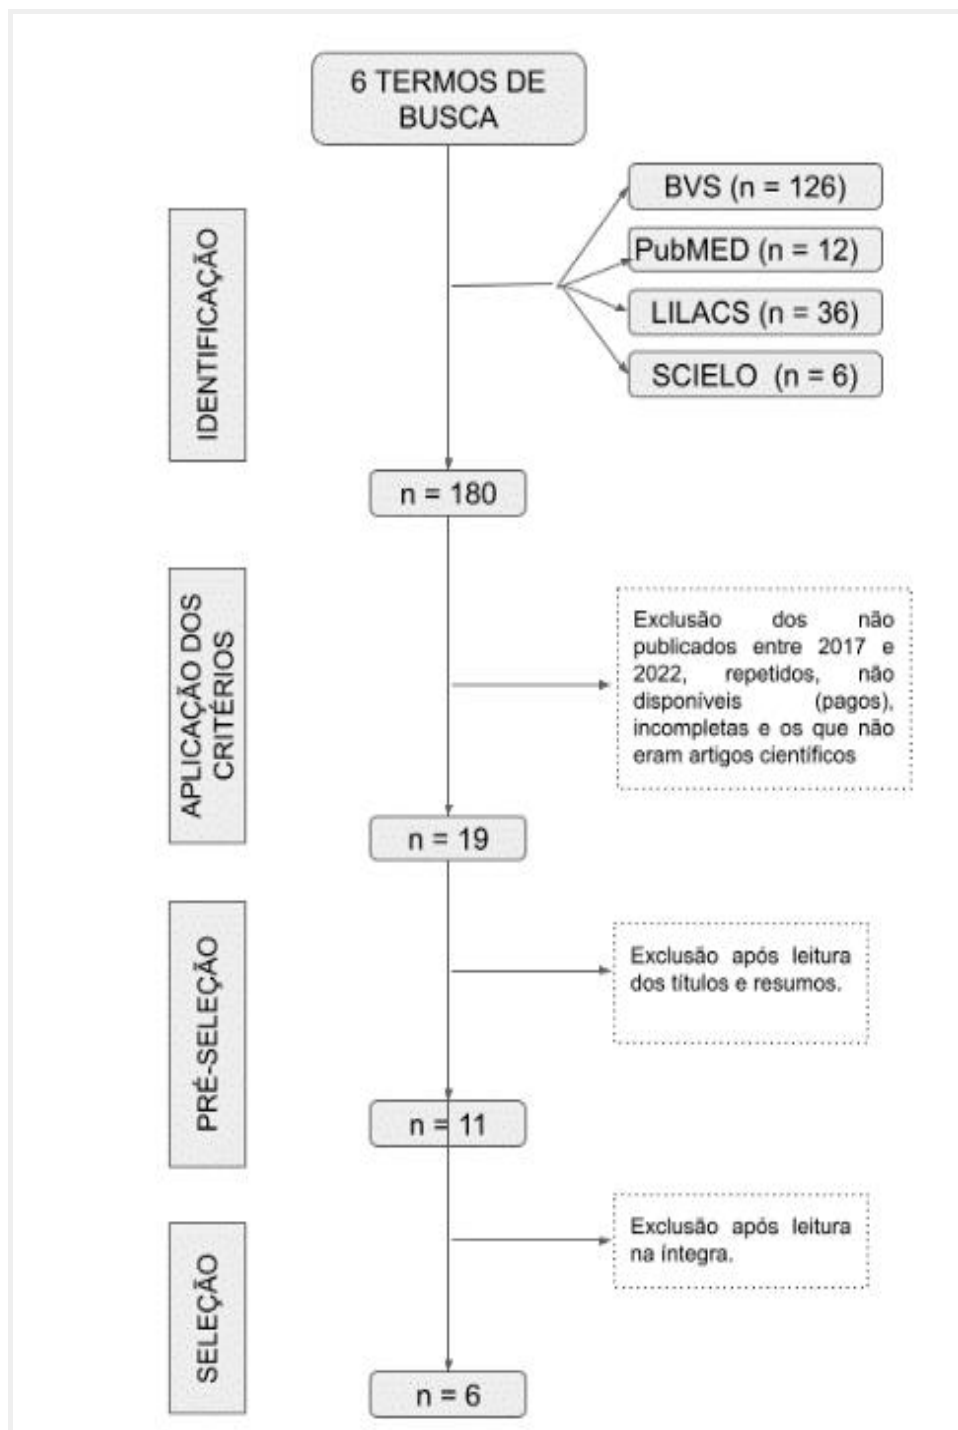 6 TERMOS DE
BUSCA
IDENTIFICAÇÃO
BVS (n = 126)
PubMED (n = 12)
LILACS (n = 36)
SCIELO (n = 6)
n = 180
APLICAÇÃO DOS
CRITÉRIOS
Exclusão dos não
publicados entre 2017 e
2022, repetidos, não
disponíveis (pagos),
incompletas e os que não
eram artigos científicos
n = 19
PRÉ-SELEÇÃO
Exclusão após leitura
dos títulos e resumos.
n = 11
SELEÇÃO
Exclusão após leitura
na íntegra.
n = 6